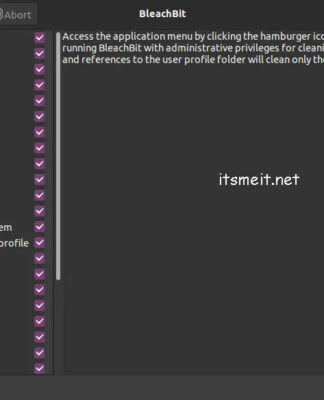 Abort
BleachBit
Access the application menu by clicking the hamburger ico
running BleachBit with administrative privileges for cleani
and references to the user profile folder will clean only the
itsmeit.net
em
profile